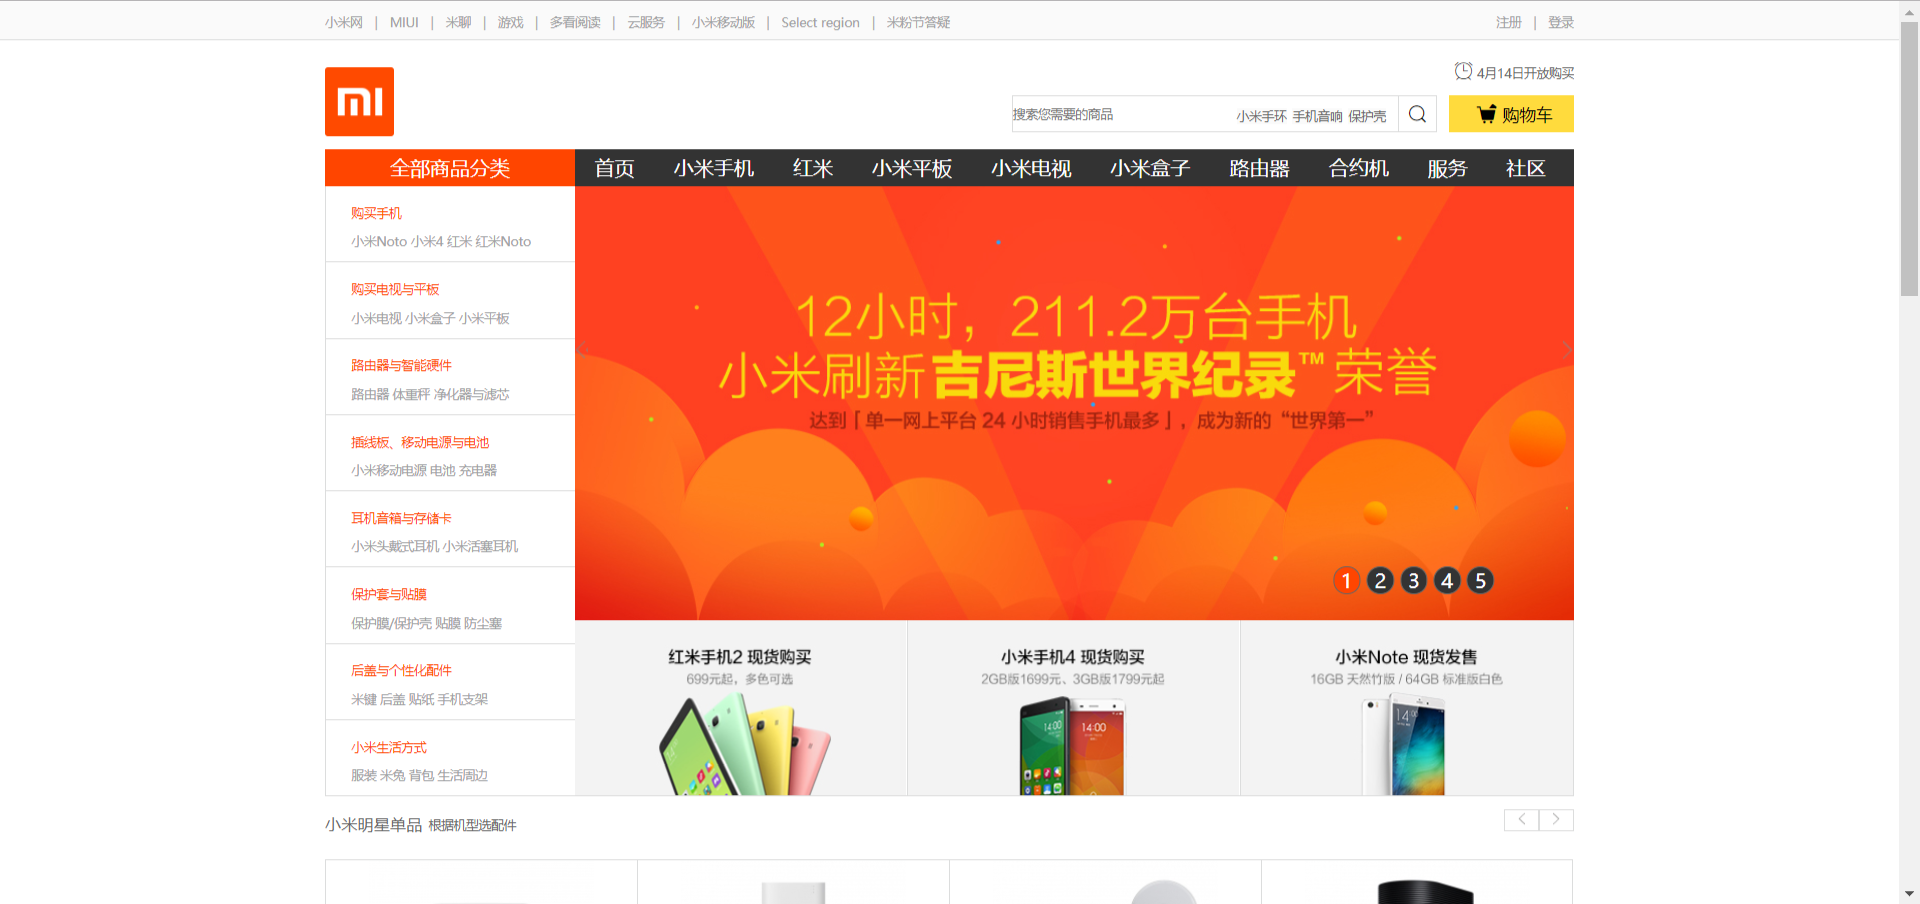 小米网 | MIUI | 米聊 | 游戏 | 多看阅读 | 云服务 | 小米移动版 | Select region | 米粉节答疑
注册 | 登录
4月14日开放购买
搜索您需要的商品
小米手环 手机音响 保护壳
购物车
全部商品分类
首页 小米手机 红米 小米平板 小米电视 小米盒子 路由器 合约机 服务 社区
购买手机
小米Noto 小米4 红米 红米Noto
购买电视与平板
小米电视 小米盒子 小米平板
路由器与智能硬件
路由器 体重秤 净化器与滤芯
插线板、移动电源与电池
小米移动电源 电池 充电器
耳机音箱与存储卡
小米头戴式耳机 小米活塞耳机
保护套与贴膜
保护膜/保护壳 贴膜 防尘塞
后盖与个性化配件
米键 后盖 贴纸 手机支架
小米生活方式
服装 米兔 背包 生活周边
12小时，211.2万台手机
小米刷新吉尼斯世界纪录™荣誉
达到「单一网上平台 24 小时销售手机最多」，成为新的“世界第一”
1 2 3 4 5
红米手机2 现货购买
699元起，多色可选
小米手机4 现货购买
2GB版1699元、3GB版1799元起
14:00
14:00
小米Note 现货发售
16GB 天然竹版 / 64GB 标准版白色
小米明星单品 根据机型选配件